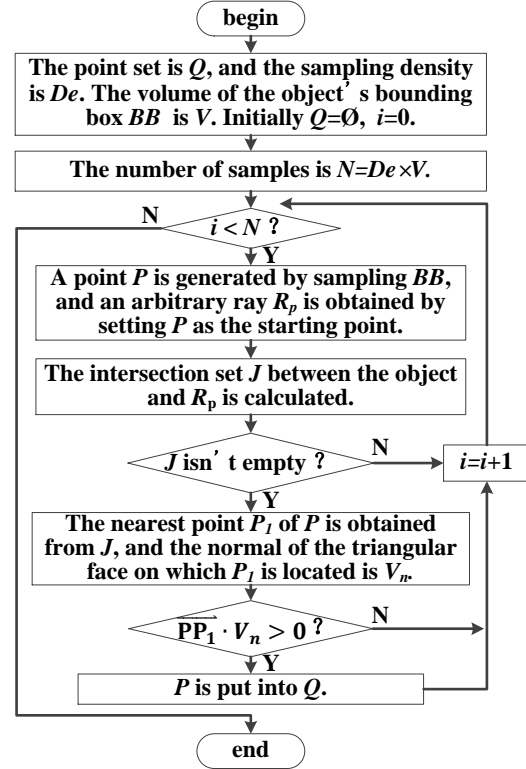 begin
The point set is Q, and the sampling density
is De. The volume of the object's bounding
box BB is V. Initially Q=Ø, i=0.
The number of samples is N=De×V.
N
i < N ?
Y
A point P is generated by sampling BB,
and an arbitrary ray Rp is obtained by
setting P as the starting point.
The intersection set J between the object
and Rp is calculated.
J isn't empty ?
N
i=i+1
Y
The nearest point P1 of P is obtained
from J, and the normal of the triangular
face on which P1 is located is Vn.
PP1 · Vn > 0 ?
N
Y
P is put into Q.
end